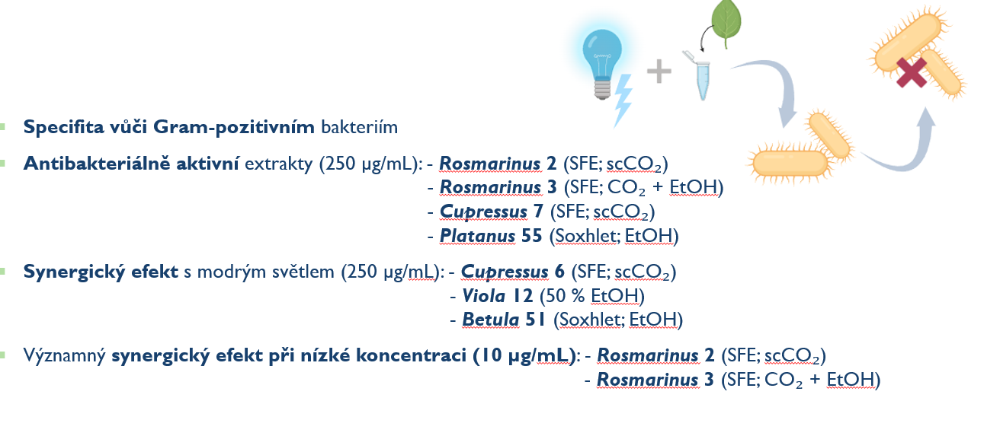 Specifita vůči Gram-pozitivním bakteriím
Antibakteriálně aktivní extrakty (250 µg/mL): - Rosmarinus 2 (SFE; scCO₂)
- Rosmarinus 3 (SFE; CO₂ + EtOH)
- Cupressus 7 (SFE; scCO₂)
- Platanus 55 (Soxhlet; EtOH)
Synergický efekt s modrým světlem (250 µg/mL): - Cupressus 6 (SFE; scCO₂)
- Viola 12 (50 % EtOH)
- Betula 51 (Soxhlet; EtOH)
Významný synergický efekt při nízké koncentraci (10 µg/mL): - Rosmarinus 2 (SFE; scCO₂)
- Rosmarinus 3 (SFE; CO₂ + EtOH)